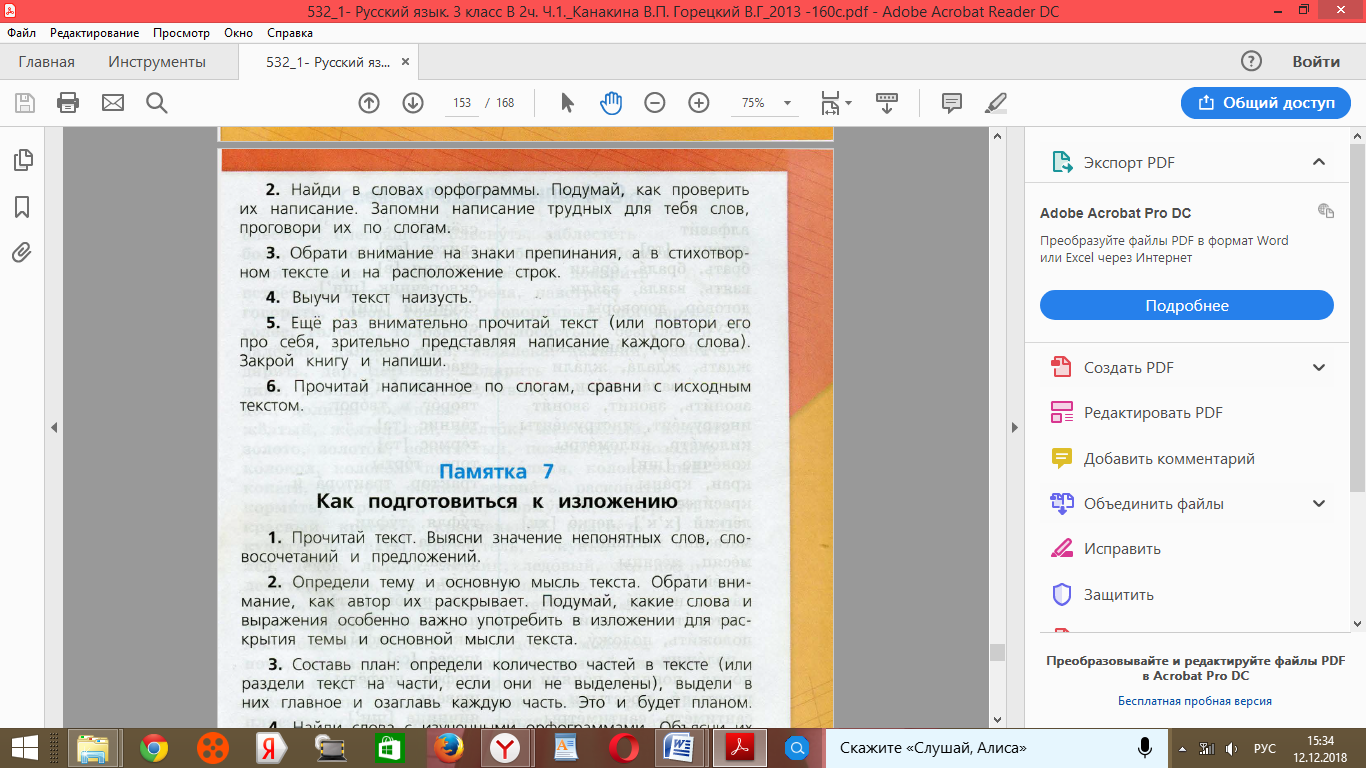 532_1- Русский язык. 3 класс В 2ч. Ч.1._Канакина В.П. Горецкий В.Г_2013 -160с.pdf - Adobe Acrobat Reader DC
Файл Редактирование Просмотр Окно Справка
Главная Инструменты 532_1- Русский яз... × Войти
153 / 168 75% Общий доступ
2. Найди в словах орфограммы. Подумай, как проверить
их написание. Запомни написание трудных для тебя слов,
проговори их по слогам.
3. Обрати внимание на знаки препинания, а в стихотвор-
ном тексте и на расположение строк.
4. Выучи текст наизусть.
5. Ещё раз внимательно прочитай текст (или повтори его
про себя, зрительно представляя написание каждого слова).
Закрой книгу и напиши.
6. Прочитай написанное по слогам, сравни с исходным
текстом.
Памятка 7
Как подготовиться к изложению
1. Прочитай текст. Выясни значение непонятных слов, сло-
восочетаний и предложений.
2. Определи тему и основную мысль текста. Обрати вни-
мание, как автор их раскрывает. Подумай, какие слова и
выражения особенно важно употребить в изложении для рас-
крытия темы и основной мысли текста.
3. Составь план: определи количество частей в тексте (или
раздели текст на части, если они не выделены), выдели в
них главное и озаглавь каждую часть. Это и будет планом.
4. Найди слова с изученными орфограммами. Объясни их
Экспорт PDF
Adobe Acrobat Pro DC
Преобразуйте файлы PDF в формат Word
или Excel через Интернет
Подробнее
Создать PDF
Редактировать PDF
Добавить комментарий
Объединить файлы
Исправить
Защитить
Преобразовывайте и редактируйте файлы PDF
в Acrobat Pro DC
Бесплатная пробная версия
Скажите «Слушай, Алиса»
РУС
15:34
12.12.2018